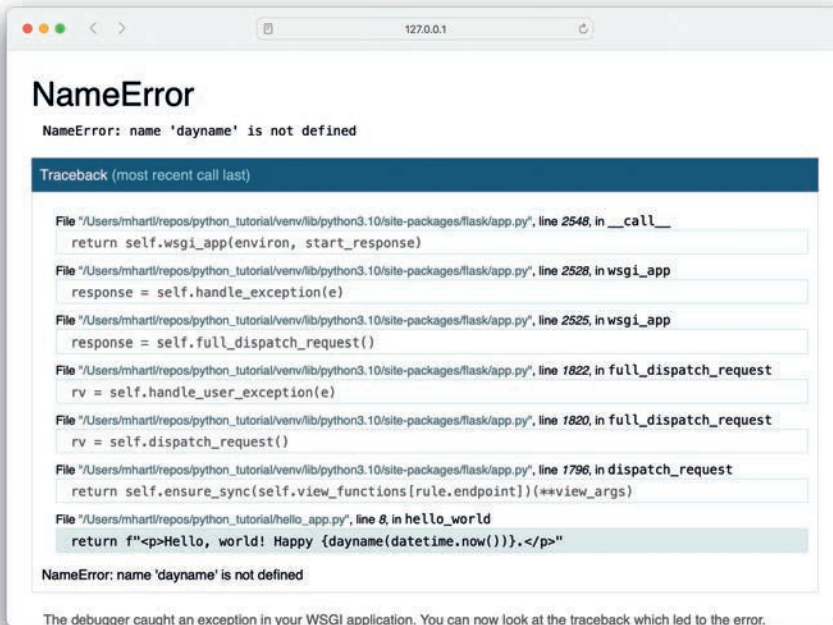 127.0.0.1
NameError
NameError: name 'dayname' is not defined
Traceback (most recent call last)
File "/Users/mhartl/repos/python_tutorial/venv/lib/python3.10/site-packages/flask/app.py", line 2548, in __call__
return self.wsgi_app(environ, start_response)
File "/Users/mhartl/repos/python_tutorial/venv/lib/python3.10/site-packages/flask/app.py", line 2528, in wsgi_app
response = self.handle_exception(e)
File "/Users/mhartl/repos/python_tutorial/venv/lib/python3.10/site-packages/flask/app.py", line 2525, in wsgi_app
response = self.full_dispatch_request()
File "/Users/mhartl/repos/python_tutorial/venv/lib/python3.10/site-packages/flask/app.py", line 1822, in full_dispatch_request
rv = self.handle_user_exception(e)
File "/Users/mhartl/repos/python_tutorial/venv/lib/python3.10/site-packages/flask/app.py", line 1820, in full_dispatch_request
rv = self.dispatch_request()
File "/Users/mhartl/repos/python_tutorial/venv/lib/python3.10/site-packages/flask/app.py", line 1796, in dispatch_request
return self.ensure_sync(self.view_functions[rule.endpoint])(**view_args)
File "/Users/mhartl/repos/python_tutorial/hello_app.py", line 8, in hello_world
return f"<p>Hello, world! Happy {dayname(datetime.now())}.</p>"
NameError: name 'dayname' is not defined
The debugger caught an exception in your WSGI application. You can now look at the traceback which led to the error.